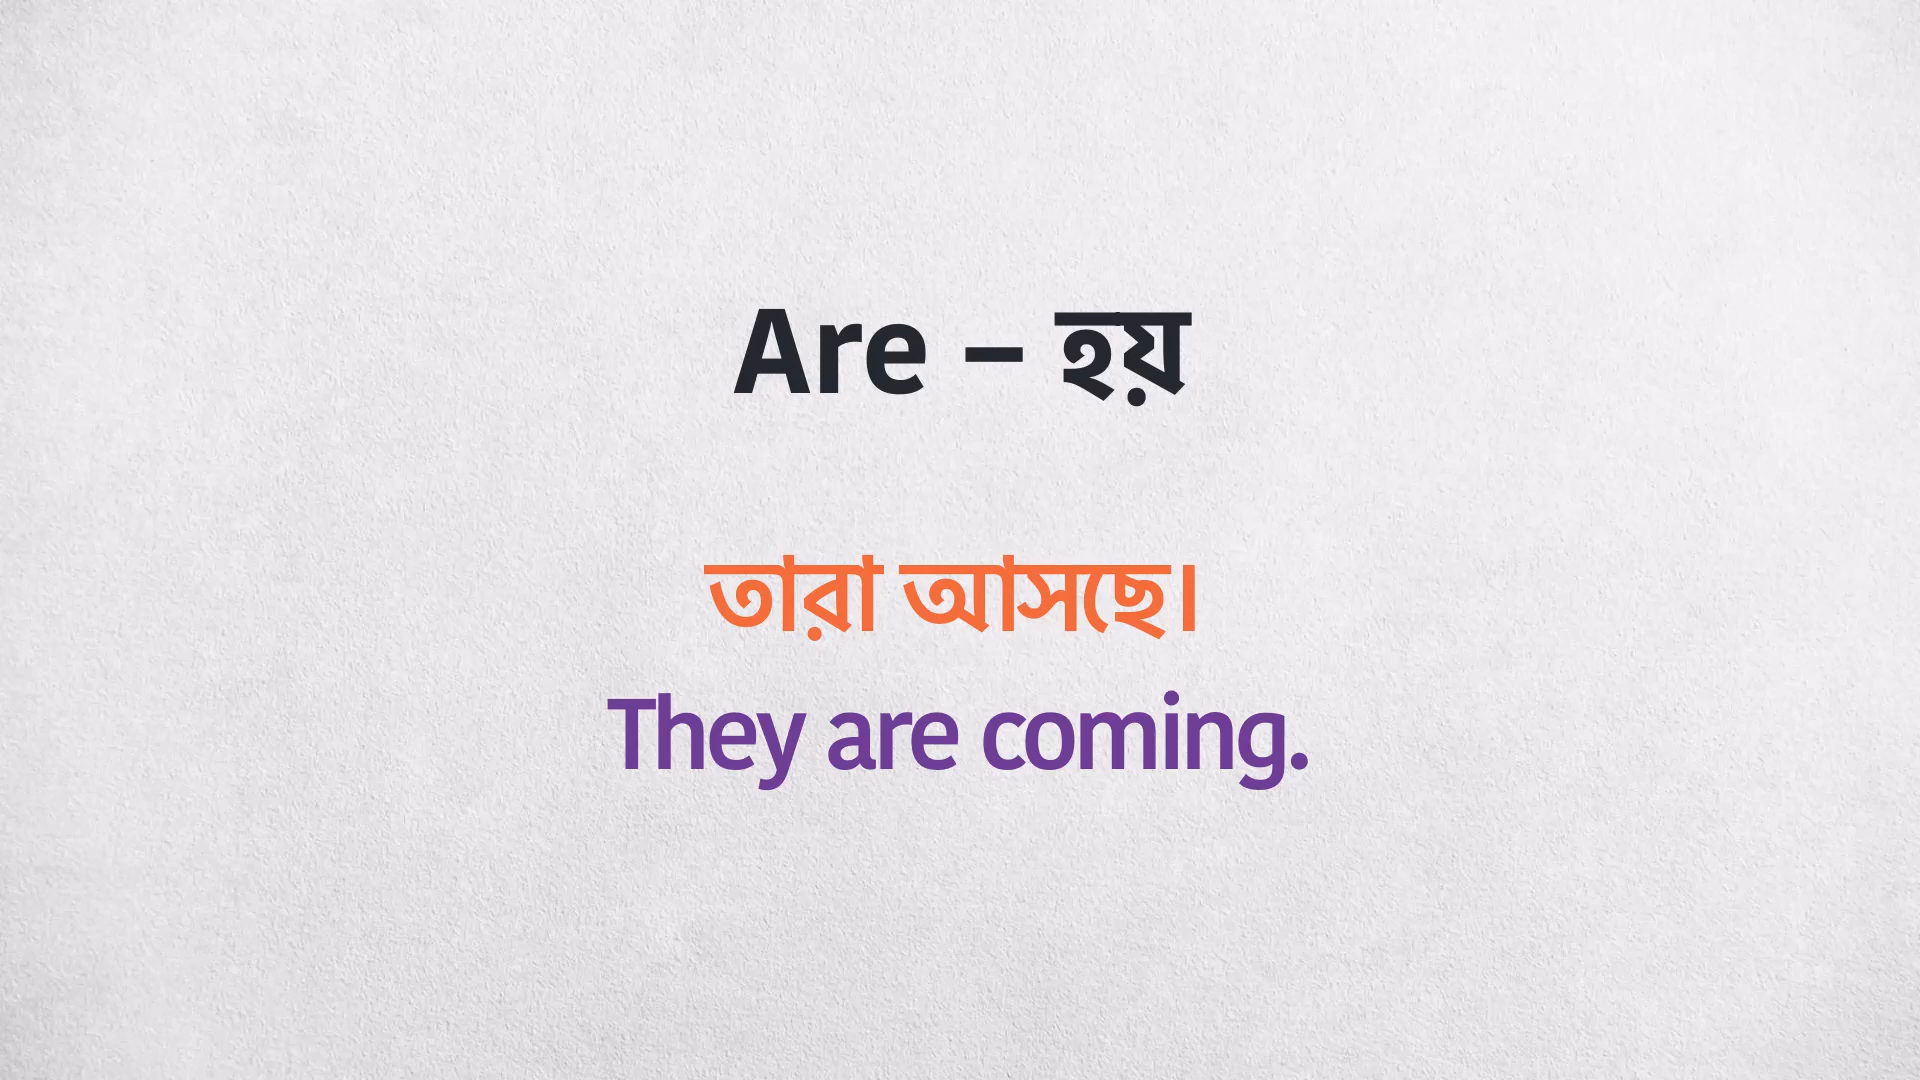 Are – হয়
তারা আসছে।
They are coming.